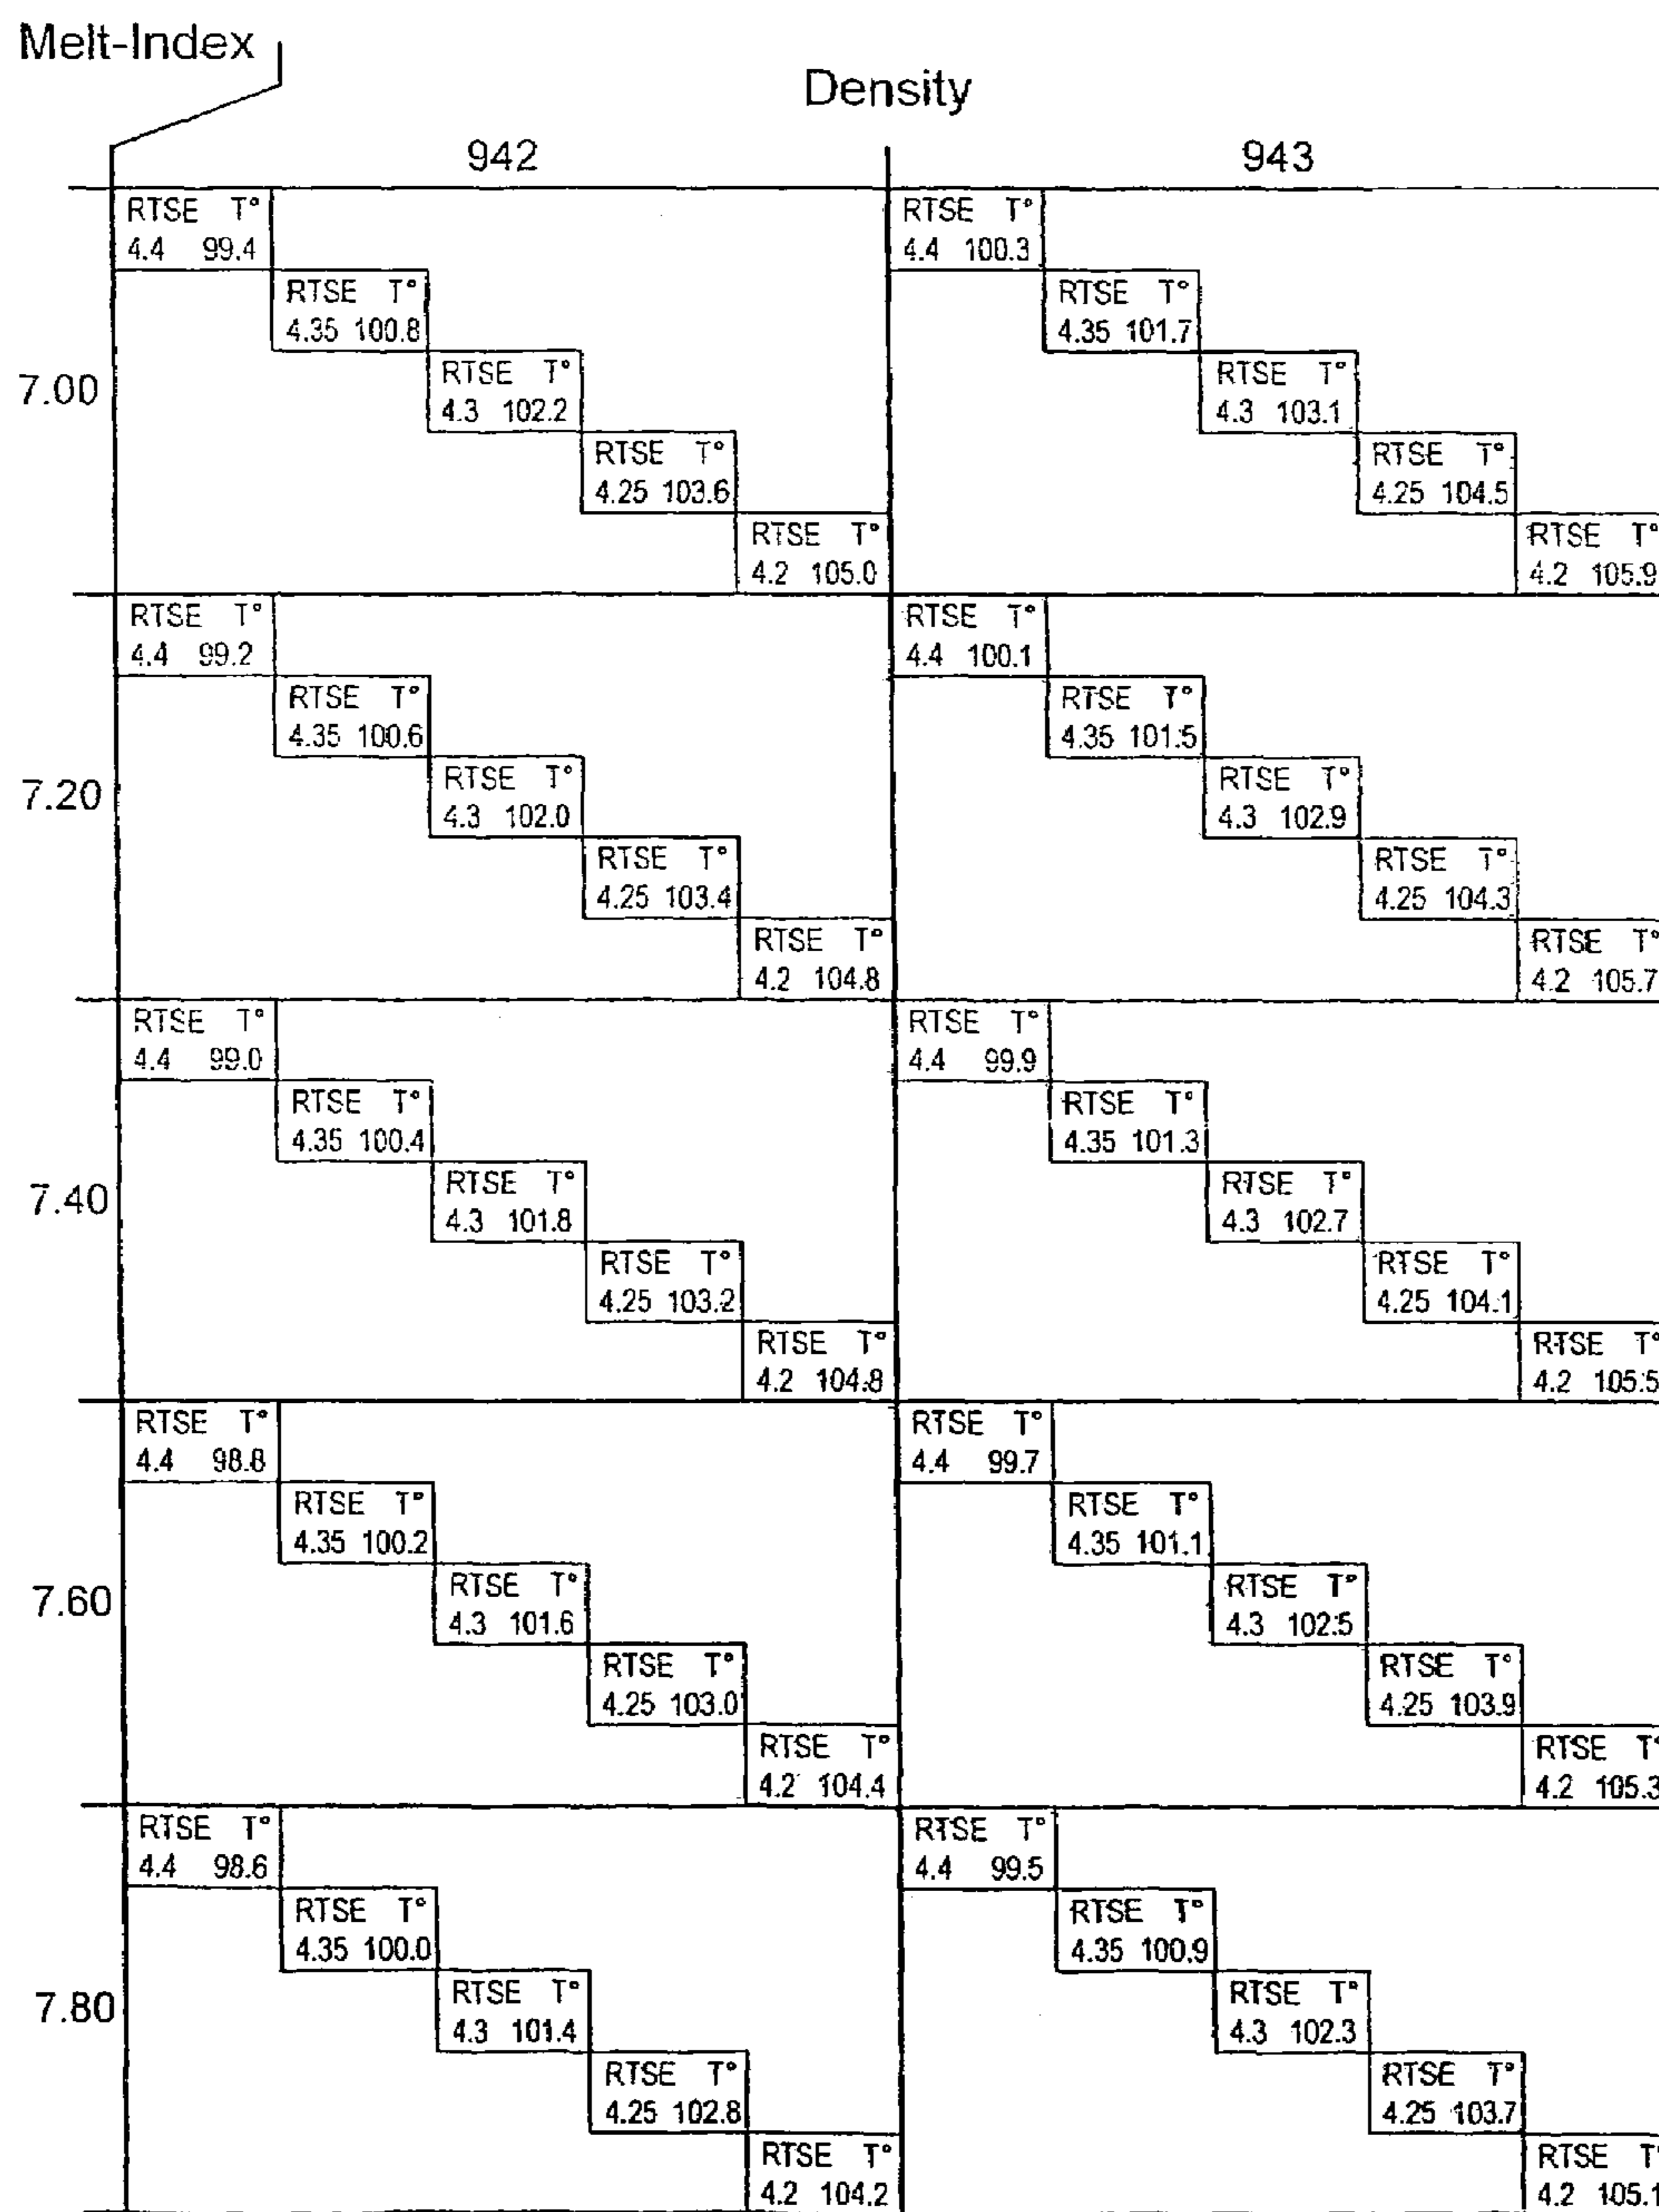 Melt-Index
Density
942 943
RTSE T° RTSE T°
4.4 99.4 4.4 100.3
RTSE T° RTSE T°
4.35 100.8 4.35 101.7
7.00
RTSE T° RTSE T°
4.3 102.2 4.3 103.1
RTSE T° RTSE T°
4.25 103.6 4.25 104.5
RTSE T° RTSE T°
4.2 105.0 4.2 105.9
RTSE T° RTSE T°
4.4 99.2 4.4 100.1
RTSE T° RTSE T°
4.35 100.6 4.35 101.5
7.20
RTSE T° RTSE T°
4.3 102.0 4.3 102.9
RTSE T° RTSE T°
4.25 103.4 4.25 104.3
RTSE T° RTSE T°
4.2 104.8 4.2 105.7
RTSE T° RTSE T°
4.4 99.0 4.4 99.9
RTSE T° RTSE T°
4.35 100.4 4.35 101.3
7.40
RTSE T° RTSE T°
4.3 101.8 4.3 102.7
RTSE T° RTSE T°
4.25 103.2 4.25 104.1
RTSE T° RTSE T°
4.2 104.8 4.2 105.5
RTSE T° RTSE T°
4.4 98.8 4.4 99.7
RTSE T° RTSE T°
4.35 100.2 4.35 101.1
7.60
RTSE T° RTSE T°
4.3 101.6 4.3 102.5
RTSE T° RTSE T°
4.25 103.0 4.25 103.9
RTSE T° RTSE T°
4.2 104.4 4.2 105.3
RTSE T° RTSE T°
4.4 98.6 4.4 99.5
RTSE T° RTSE T°
4.35 100.0 4.35 100.9
7.80
RTSE T° RTSE T°
4.3 101.4 4.3 102.3
RTSE T° RTSE T°
4.25 102.8 4.25 103.7
RTSE T° RTSE T°
4.2 104.2 4.2 105.1